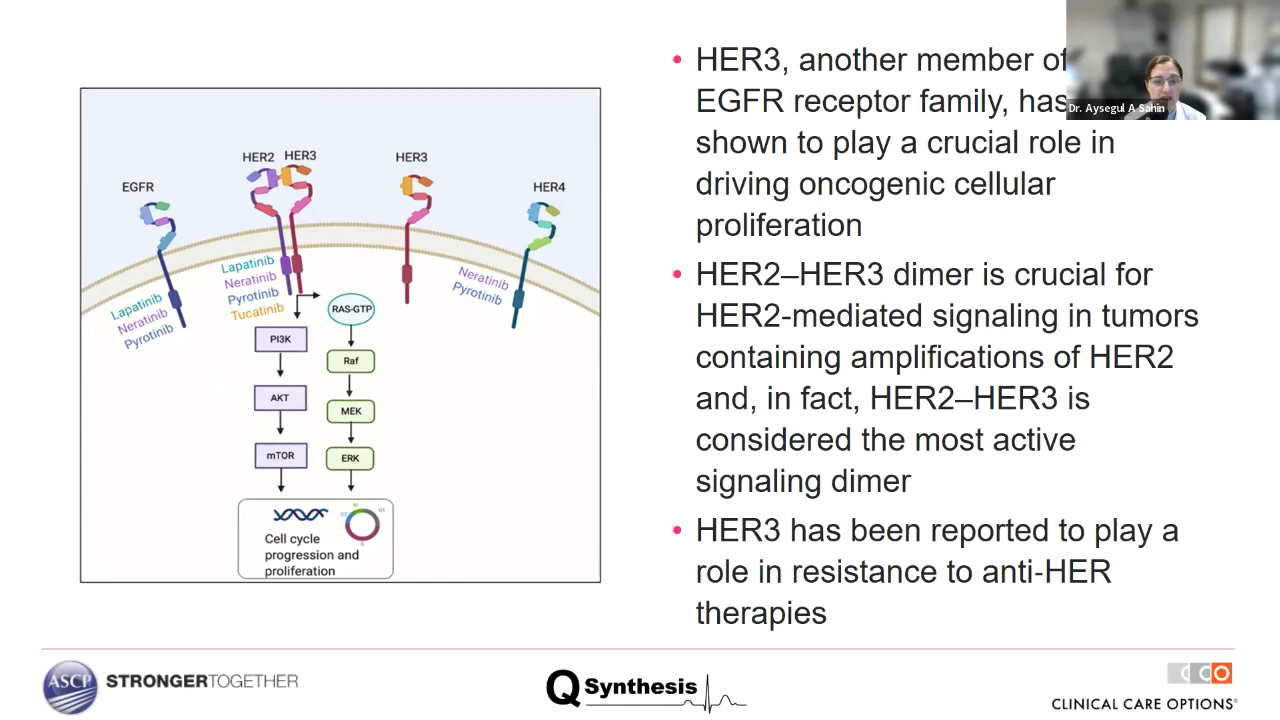 HER3, another member of
EGFR receptor family, has
shown to play a crucial role in
driving oncogenic cellular
proliferation
HER2–HER3 dimer is crucial for
HER2-mediated signaling in tumors
containing amplifications of HER2
and, in fact, HER2–HER3 is
considered the most active
signaling dimer
HER3 has been reported to play a
role in resistance to anti-HER
therapies
Dr. Aysegul A Sahin
EGFR
HER2
HER3
HER3
HER4
Lapatinib
Neratinib
Pyrotinib
Lapatinib
Neratinib
Pyrotinib
Tucatinib
Neratinib
Pyrotinib
RAS-GTP
PI3K
Raf
AKT
MEK
mTOR
ERK
M
G2
G1
S
Cell cycle
progression and
proliferation
ASCP
STRONGERTOGETHER
Q Synthesis
CCO
CLINICAL CARE OPTIONS®